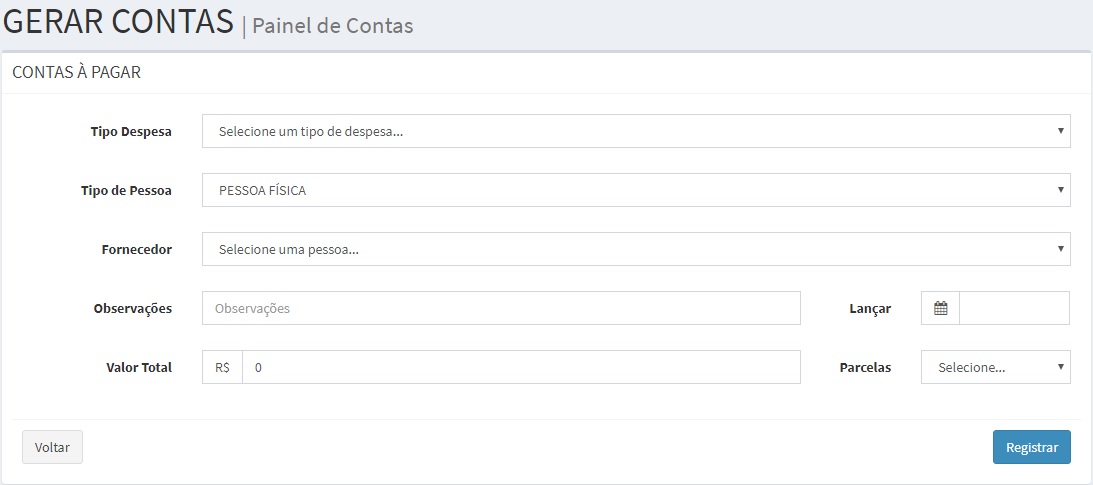 GERAR CONTAS | Painel de Contas
CONTAS À PAGAR
Tipo Despesa Selecione um tipo de despesa...
Tipo de Pessoa PESSOA FÍSICA
Fornecedor Selecione uma pessoa...
Observações Observações Lançar
Valor Total R$ 0 Parcelas Selecione...
Voltar Registrar